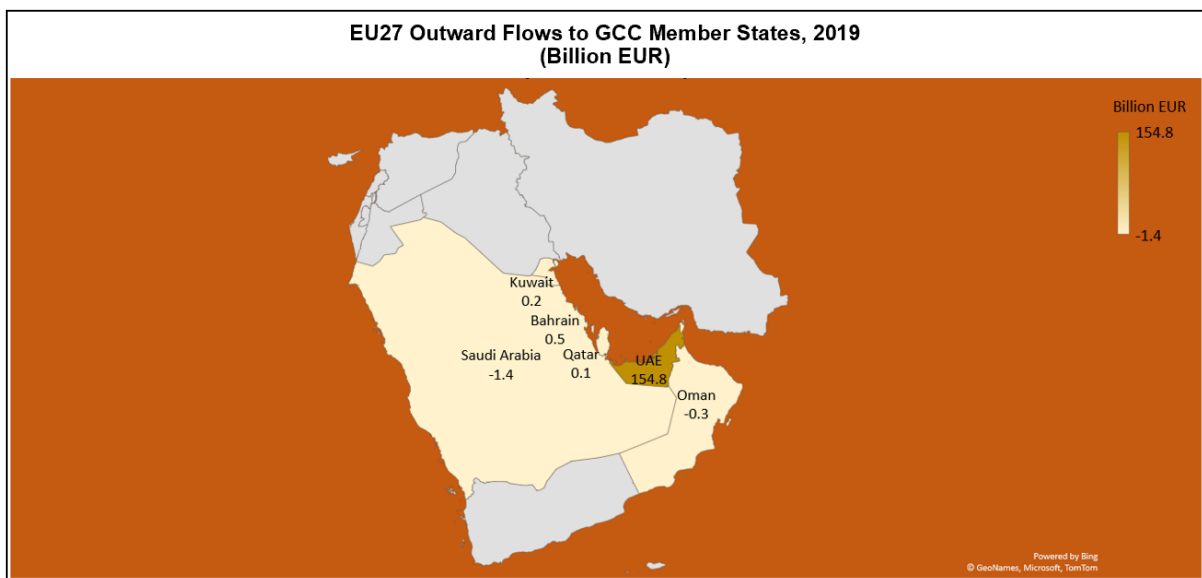 EU27 Outward Flows to GCC Member States, 2019
(Billion EUR)
Billion EUR
154.8
-1.4
Kuwait
0.2
Bahrain
0.5
Saudi Arabia
-1.4
Qatar
0.1
UAE
154.8
Oman
-0.3
Powered by Bing
© GeoNames, Microsoft, TomTom